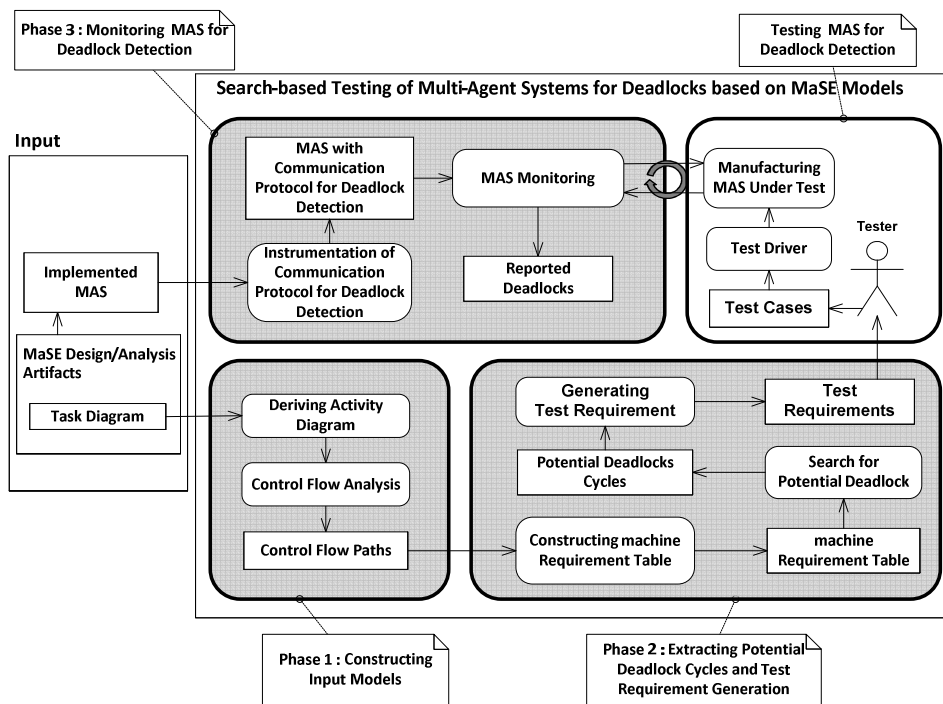 Phase 3 : Monitoring MAS for
Deadlock Detection
Testing MAS for
Deadlock Detection
Search-based Testing of Multi-Agent Systems for Deadlocks based on MaSE Models
Input
MAS with
Communication
Protocol for Deadlock
Detection
MAS Monitoring
Manufacturing
MAS Under Test
Tester
Implemented
MAS
Instrumentation of
Communication
Protocol for Deadlock
Detection
Reported
Deadlocks
Test Driver
Test Cases
MaSE Design/Analysis
Artifacts
Task Diagram
Deriving Activity
Diagram
Control Flow Analysis
Control Flow Paths
Generating
Test Requirement
Test
Requirements
Potential Deadlocks
Cycles
Search for
Potential Deadlock
Constructing machine
Requirement Table
machine
Requirement Table
Phase 1 : Constructing
Input Models
Phase 2 : Extracting Potential
Deadlock Cycles and Test
Requirement Generation